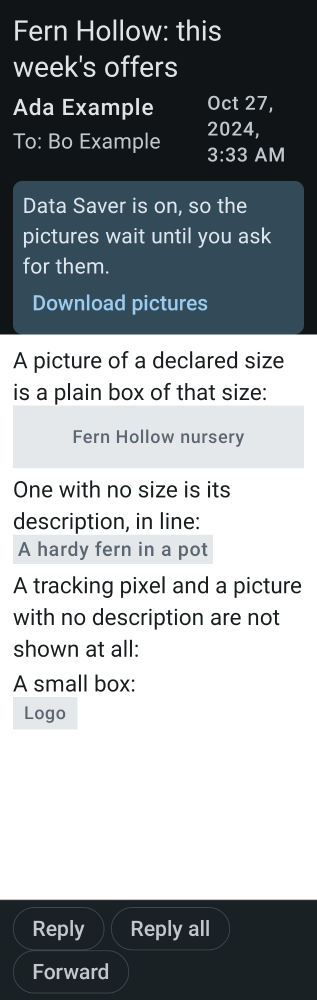 Fern Hollow: this
week's offers
Ada Example
To: Bo Example
Oct 27,
2024,
3:33 AM
Data Saver is on, so the
pictures wait until you ask
for them.
Download pictures
A picture of a declared size
is a plain box of that size:
Fern Hollow nursery
One with no size is its
description, in line:
A hardy fern in a pot
A tracking pixel and a picture
with no description are not
shown at all:
A small box:
Logo
Reply
Reply all
Forward